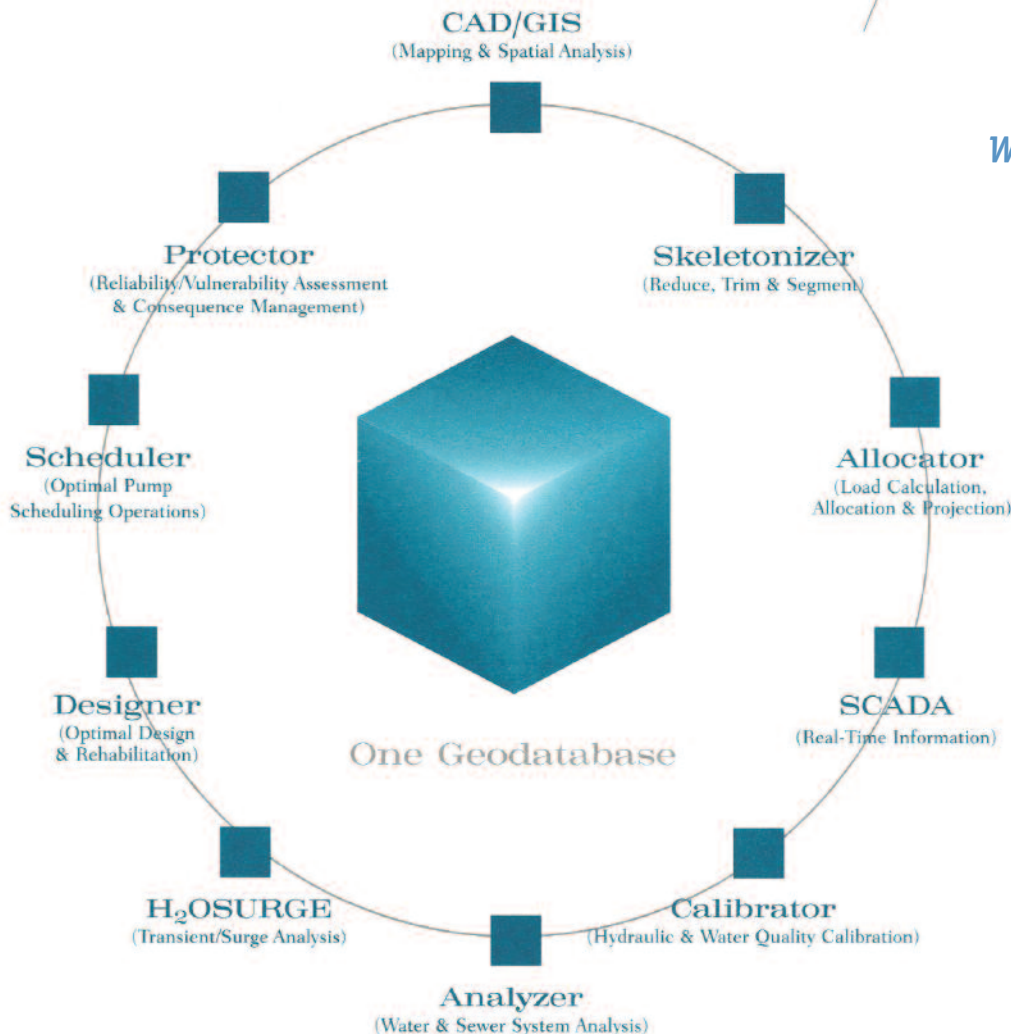 CAD/GIS
(Mapping & Spatial Analysis)
Protector
(Reliability/Vulnerability Assessment
& Consequence Management)
Skeletonizer
(Reduce, Trim & Segment)
Scheduler
(Optimal Pump
Scheduling Operations)
Allocator
(Load Calculation,
Allocation & Projection)
Designer
(Optimal Design
& Rehabilitation)
One Geodatabase
SCADA
(Real-Time Information)
H₂OSURGE
(Transient/Surge Analysis)
Calibrator
(Hydraulic & Water Quality Calibration)
Analyzer
(Water & Sewer System Analysis)